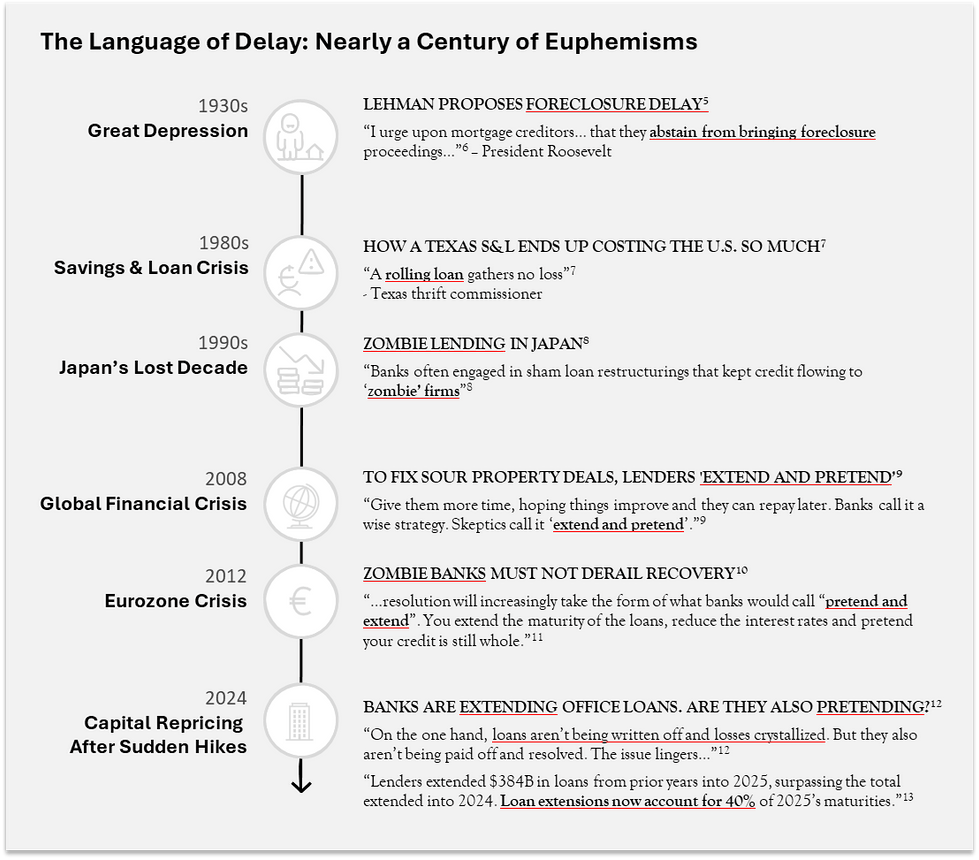 The Language of Delay: Nearly a Century of Euphemisms
1930s
Great Depression
LEHMAN PROPOSES FORECLOSURE DELAY⁵
“I urge upon mortgage creditors... that they abstain from bringing foreclosure
proceedings...”⁶ – President Roosevelt
1980s
Savings & Loan Crisis
HOW A TEXAS S&L ENDS UP COSTING THE U.S. SO MUCH⁷
“A rolling loan gathers no loss”⁷
- Texas thrift commissioner
1990s
Japan’s Lost Decade
ZOMBIE LENDING IN JAPAN⁸
“Banks often engaged in sham loan restructurings that kept credit flowing to
‘zombie’ firms”⁸
2008
Global Financial Crisis
TO FIX SOUR PROPERTY DEALS, LENDERS 'EXTEND AND PRETEND'⁹
“Give them more time, hoping things improve and they can repay later. Banks call it a
wise strategy. Skeptics call it ‘extend and pretend’.”⁹
2012
Eurozone Crisis
ZOMBIE BANKS MUST NOT DERAIL RECOVERY¹⁰
“...resolution will increasingly take the form of what banks would call “pretend and
extend”. You extend the maturity of the loans, reduce the interest rates and pretend
your credit is still whole.”¹¹
€
2024
Capital Repricing
After Sudden Hikes
BANKS ARE EXTENDING OFFICE LOANS. ARE THEY ALSO PRETENDING?¹²
“On the one hand, loans aren’t being written off and losses crystallized. But they also
aren’t being paid off and resolved. The issue lingers...”¹²
“Lenders extended $384B in loans from prior years into 2025, surpassing the total
extended into 2024. Loan extensions now account for 40% of 2025’s maturities.”¹³